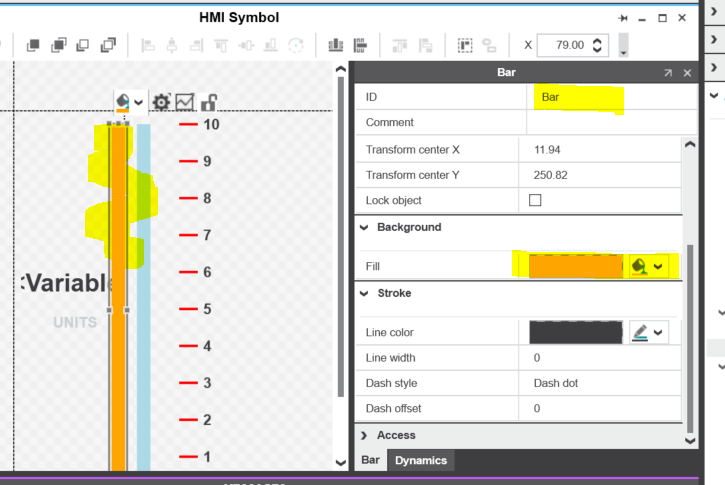 HMI Symbol
X 79.00
Bar
ID Bar
Comment
Transform center X 11.94
Transform center Y 250.82
Lock object
Background
Fill
Stroke
Line color
Line width 0
Dash style Dash dot
Dash offset 0
Access
Bar Dynamics
10
9
8
7
6
<Variabl
5
UNITS
4
3
2
1